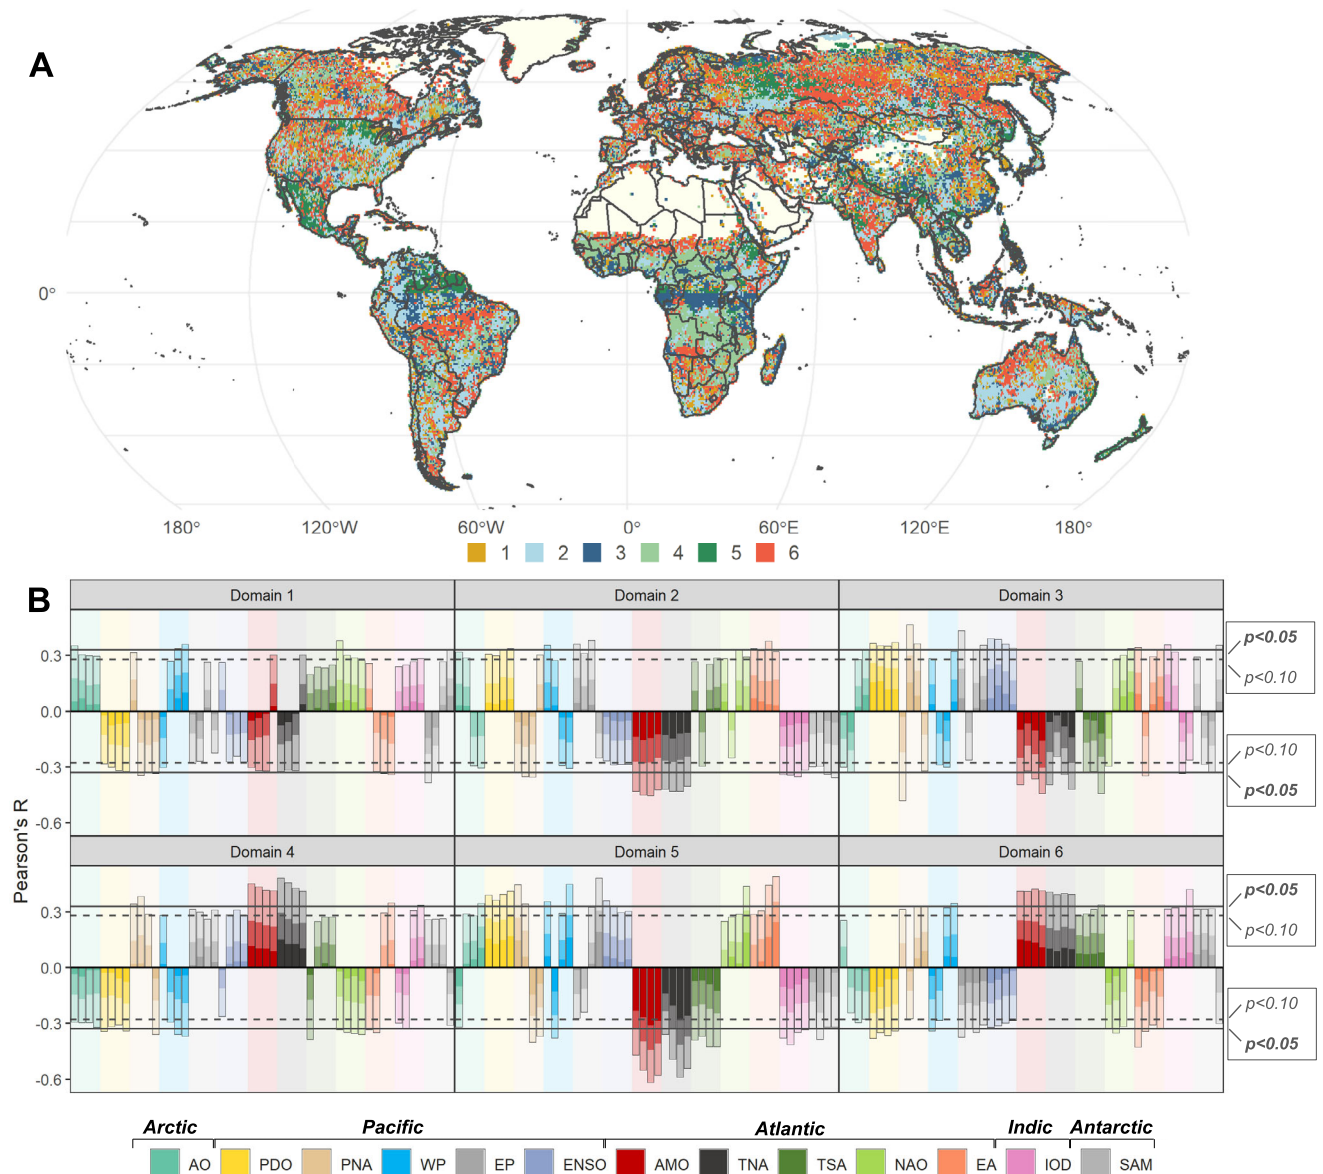 A
0°
180° 120°W 60°W 0° 60°E 120°E 180°
1 2 3 4 5 6
B
Domain 1 Domain 2 Domain 3
p<0.05
0.3
p<0.10
0.0
p<0.10
-0.3
p<0.05
-0.6
Pearson's R
Domain 4 Domain 5 Domain 6
p<0.05
0.3
p<0.10
0.0
p<0.10
-0.3
p<0.05
-0.6
Arctic Pacific Atlantic Indic Antarctic
AO PDO PNA WP EP ENSO AMO TNA TSA NAO EA IOD SAM